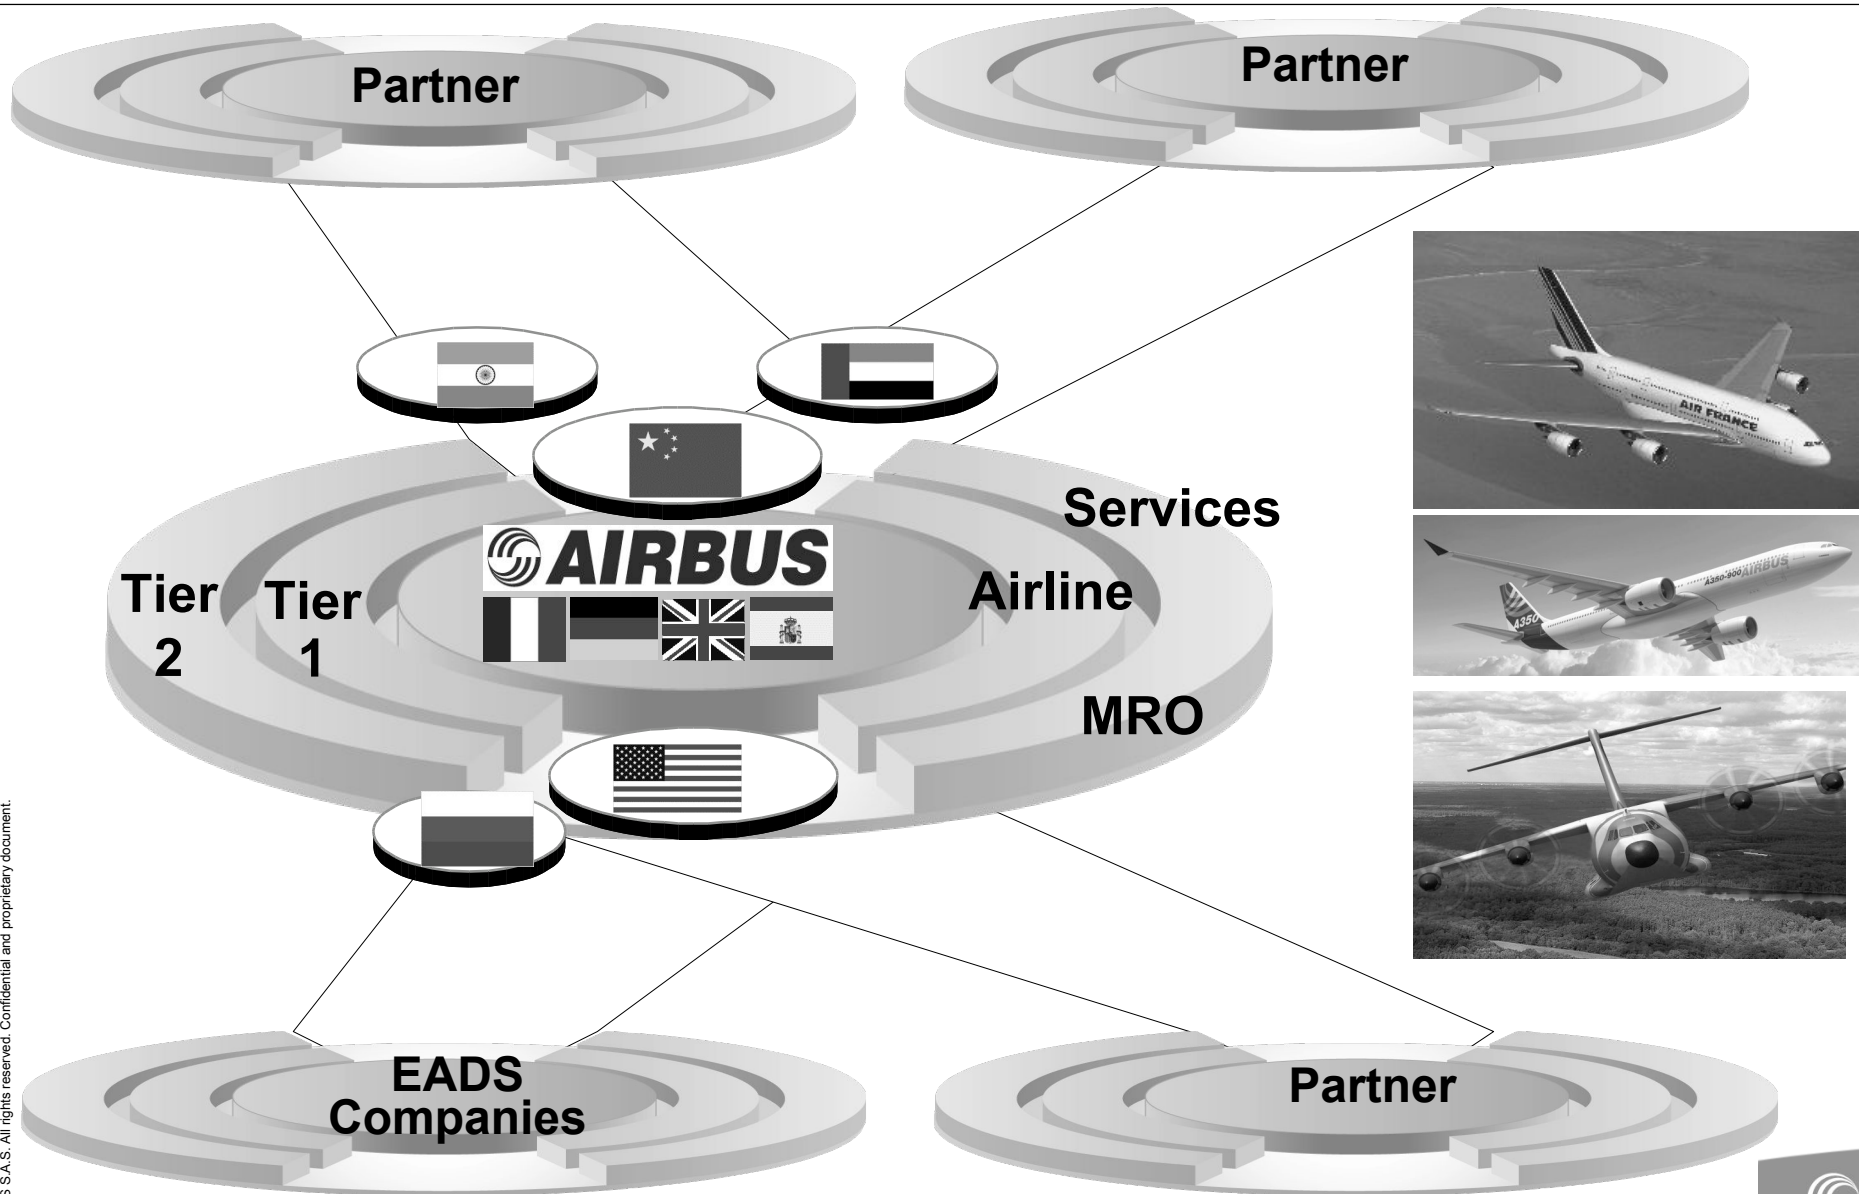 Partner
Partner
AIR FRANCE
Services
AIRBUS
A350-900 AIRBUS
Airline
Tier
2
Tier
1
A350
MRO
S S.A.S. All rights reserved. Confidential and proprietary document.
EADS
Companies
Partner